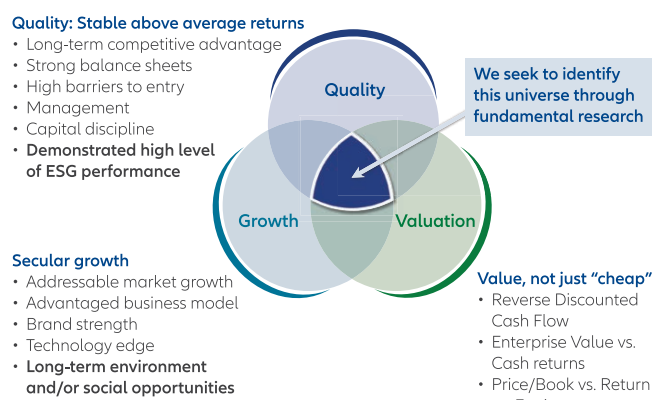 Quality: Stable above average returns
• Long-term competitive advantage
• Strong balance sheets
• High barriers to entry
• Management
• Capital discipline
• Demonstrated high level
of ESG performance
Quality
We seek to identify
this universe through
fundamental research
Growth
Valuation
Secular growth
• Addressable market growth
• Advantaged business model
• Brand strength
• Technology edge
• Long-term environment
and/or social opportunities
Value, not just “cheap”
• Reverse Discounted
Cash Flow
• Enterprise Value vs.
Cash returns
• Price/Book vs. Return